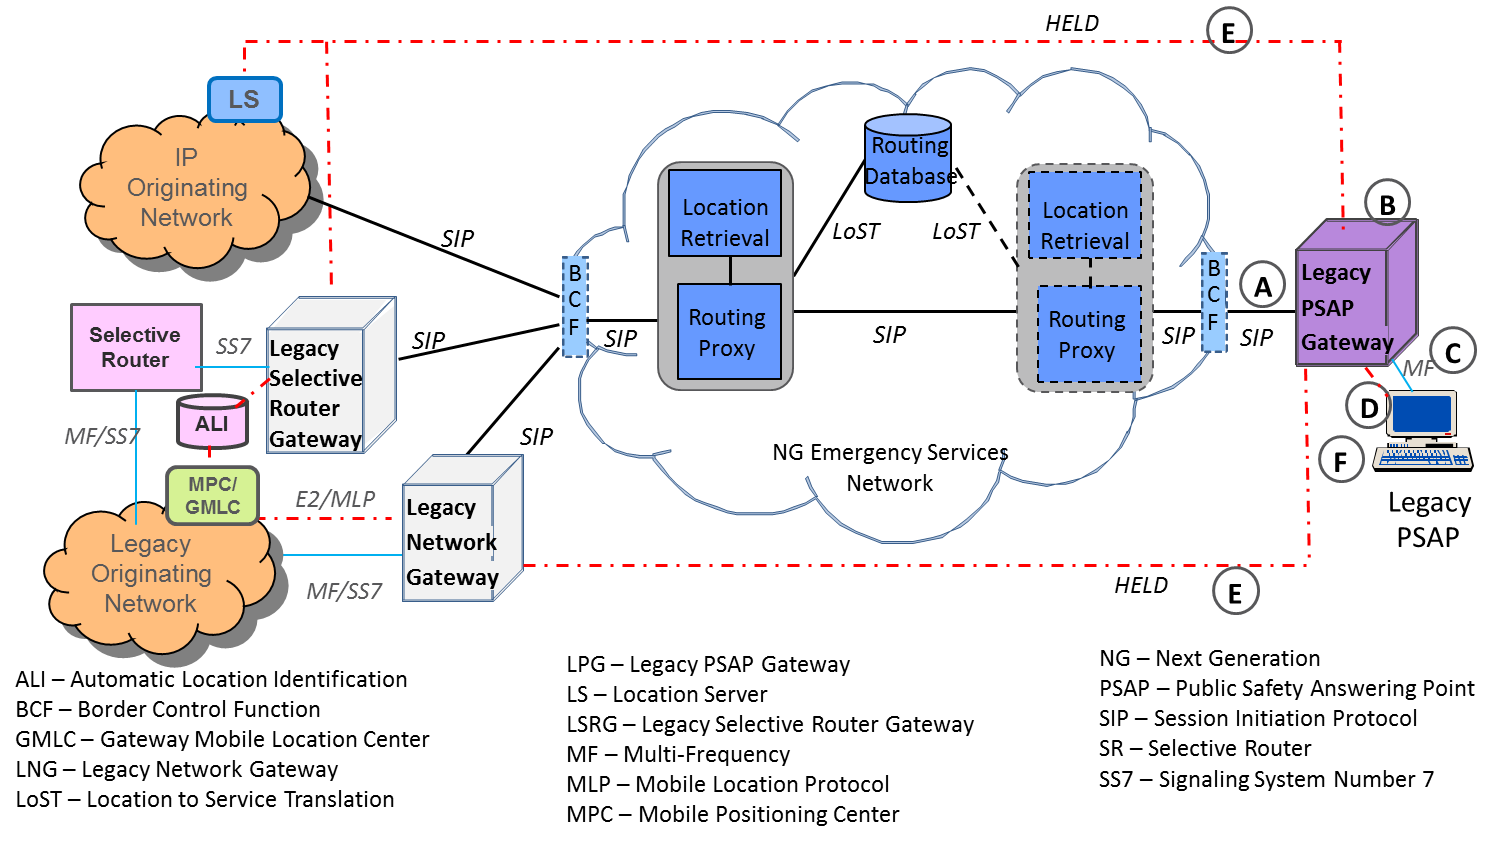 HELD
E
LS
IP
Originating
Network
SIP
B
C
F
Location
Retrieval
Routing
Proxy
SIP
Routing
Database
LoST
LoST
SIP
Location
Retrieval
Routing
Proxy
SIP
B
C
F
A
SIP
B
Legacy
PSAP
Gateway
C
MF
D
F
Legacy
PSAP
Selective
Router
SS7
Legacy
Selective
Router
Gateway
SIP
ALI
MF/SS7
MPC/
GMLC
E2/MLP
SIP
Legacy
Network
Gateway
Legacy
Originating
Network
MF/SS7
NG Emergency Services
Network
HELD
E
ALI – Automatic Location Identification
BCF – Border Control Function
GMLC – Gateway Mobile Location Center
LNG – Legacy Network Gateway
LoST – Location to Service Translation
LPG – Legacy PSAP Gateway
LS – Location Server
LSRG – Legacy Selective Router Gateway
MF – Multi-Frequency
MLP – Mobile Location Protocol
MPC – Mobile Positioning Center
NG – Next Generation
PSAP – Public Safety Answering Point
SIP – Session Initiation Protocol
SR – Selective Router
SS7 – Signaling System Number 7